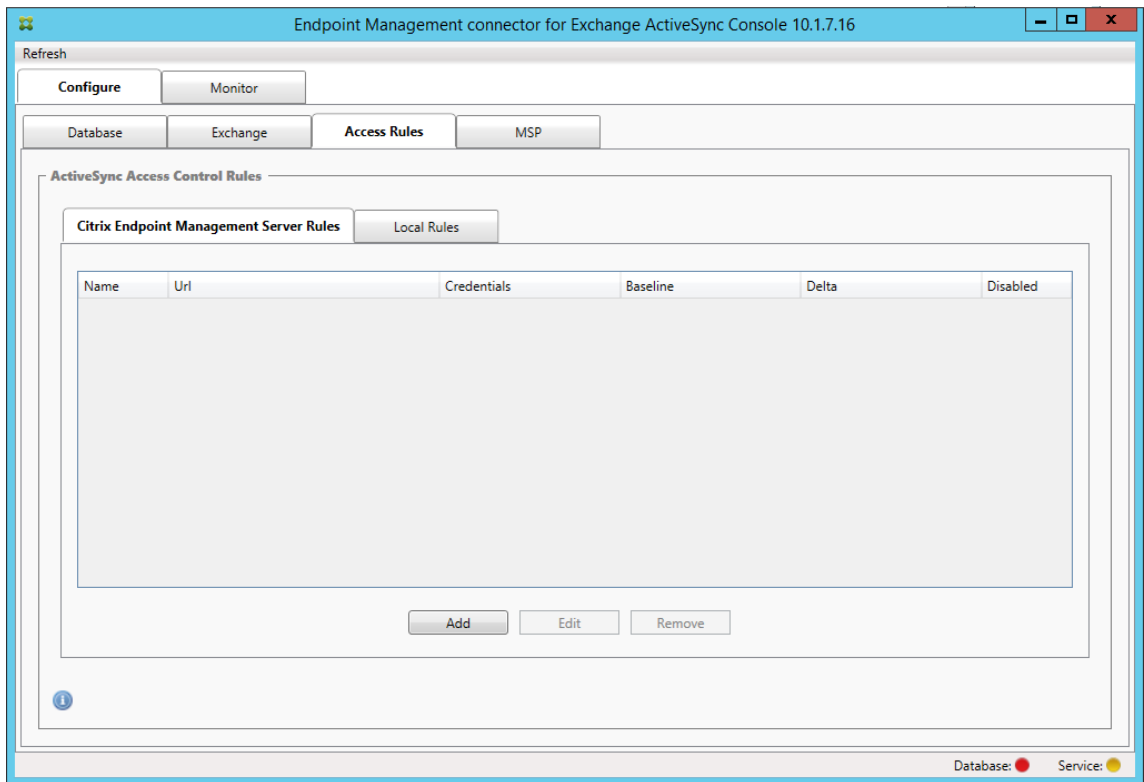 Endpoint Management connector for Exchange ActiveSync Console 10.1.7.16
Refresh
Configure Monitor
Database Exchange Access Rules MSP
ActiveSync Access Control Rules
Citrix Endpoint Management Server Rules Local Rules
Name Url Credentials Baseline Delta Disabled
Add Edit Remove
Database: Service: